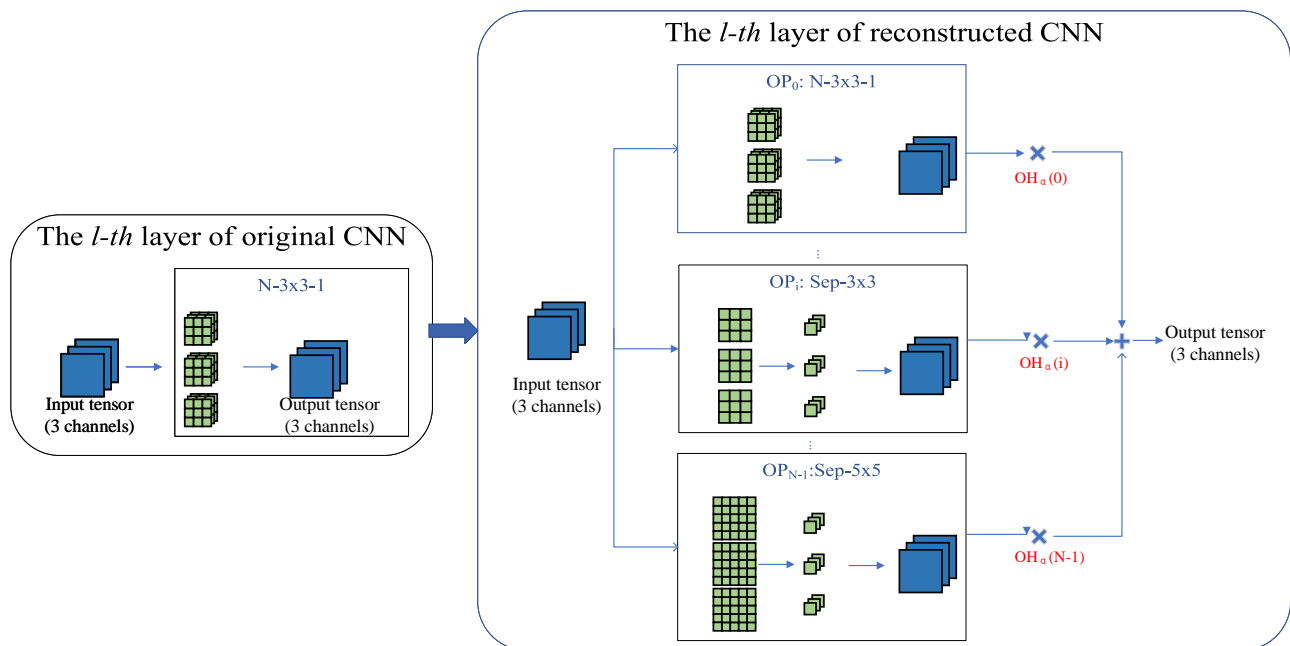 The l-th layer of original CNN
N-3x3-1
Input tensor
(3 channels)
Output tensor
(3 channels)
The l-th layer of reconstructed CNN
Input tensor
(3 channels)
OP₀: N-3x3-1
OHα(0)
⋮
OPᵢ: Sep-3x3
OHα(i)
⋮
OP_N-1:Sep-5x5
OHα(N-1)
Output tensor
(3 channels)